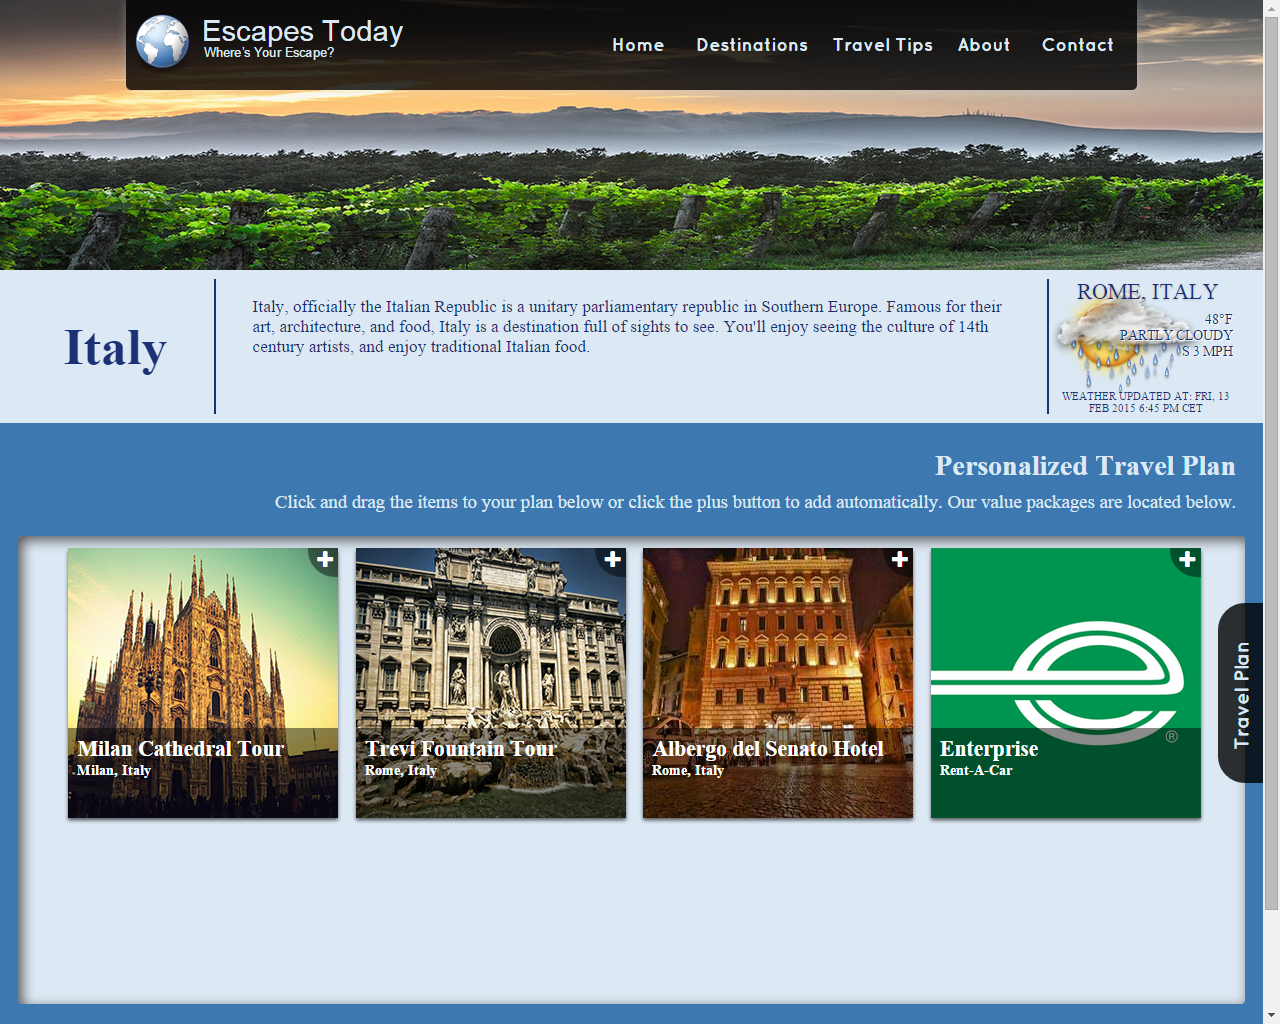 Escapes Today
Where's Your Escape?
Home Destinations Travel Tips About Contact
Italy
Italy, officially the Italian Republic is a unitary parliamentary republic in Southern Europe. Famous for their
art, architecture, and food, Italy is a destination full of sights to see. You'll enjoy seeing the culture of 14th
century artists, and enjoy traditional Italian food.
ROME, ITALY
48°F
PARTLY CLOUDY
S 3 MPH
WEATHER UPDATED AT: FRI, 13
FEB 2015 6:45 PM CET
Personalized Travel Plan
Click and drag the items to your plan below or click the plus button to add automatically. Our value packages are located below.
Milan Cathedral Tour
Milan, Italy
Trevi Fountain Tour
Rome, Italy
Albergo del Senato Hotel
Rome, Italy
e
®
Enterprise
Rent-A-Car
Travel Plan